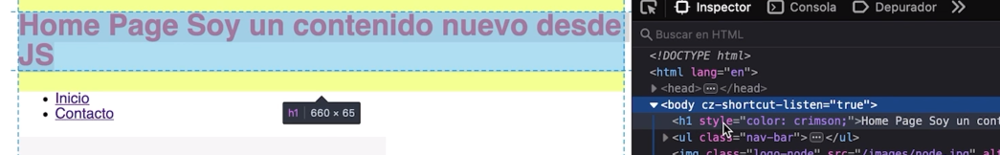 Home Page Soy un contenido nuevo desde
JS
Inicio
Contacto
h1 660 × 65
Inspector Consola Depurador
Buscar en HTML
<!DOCTYPE html>
<html lang="en">
<head> </head>
<body cz-shortcut-listen="true">
<h1 style="color: crimson;">Home Page Soy un cont
<ul class="nav-bar"> </ul>
<img class="logo-node" src="/images/node.jpg" al